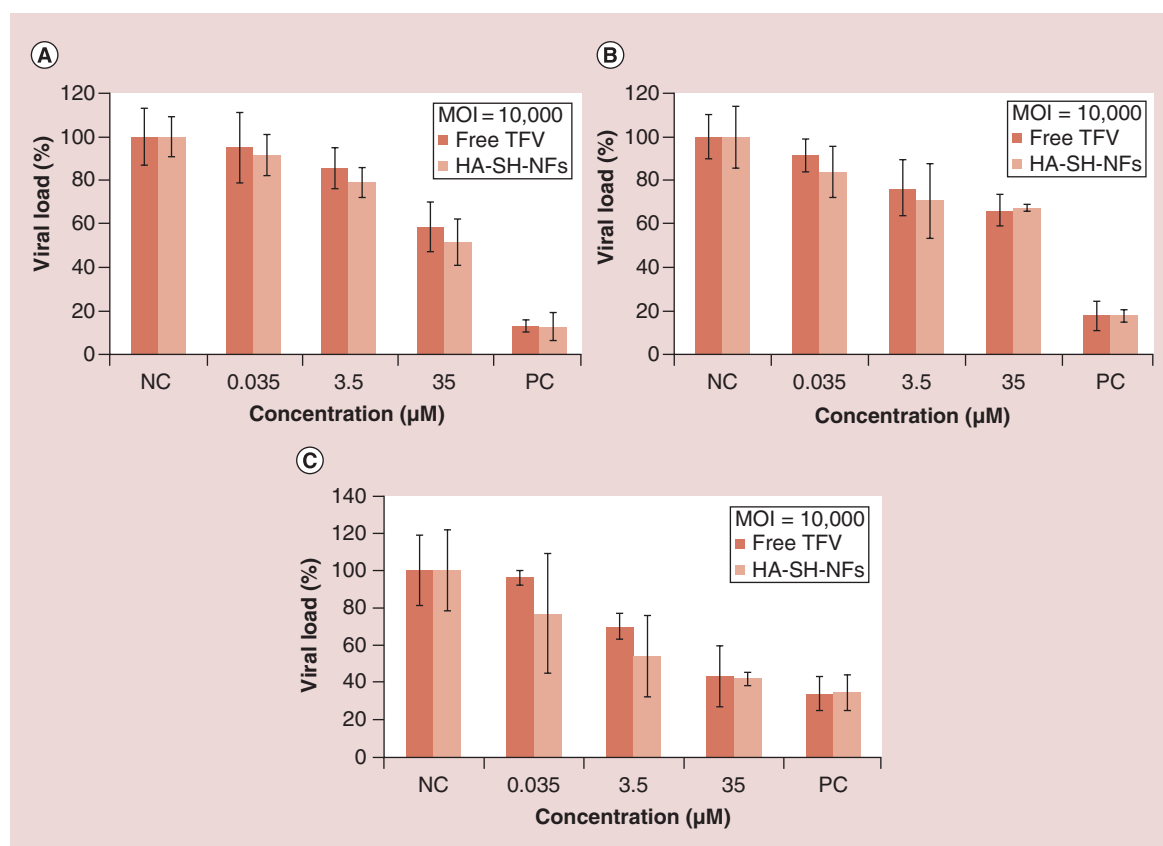 A
120
100
80
60
40
20
0
Viral load (%)
MOI = 10,000
Free TFV
HA-SH-NFs
NC 0.035 3.5 35 PC
Concentration (µM)
B
120
100
80
60
40
20
0
Viral load (%)
MOI = 10,000
Free TFV
HA-SH-NFs
NC 0.035 3.5 35 PC
Concentration (µM)
C
140
120
100
80
60
40
20
0
Viral load (%)
MOI = 10,000
Free TFV
HA-SH-NFs
NC 0.035 3.5 35 PC
Concentration (µM)